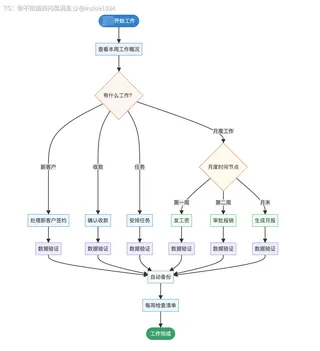 开始工作
查看本周工作概况
有什么工作?
月度工作
新客户
收款
任务
月度时间节点
第一周
第二周
月末
处理新客户签约
确认收款
安排任务
发工资
审批报销
生成月报
数据验证
数据验证
数据验证
数据验证
数据验证
数据验证
自动备份
每周检查清单
工作完成